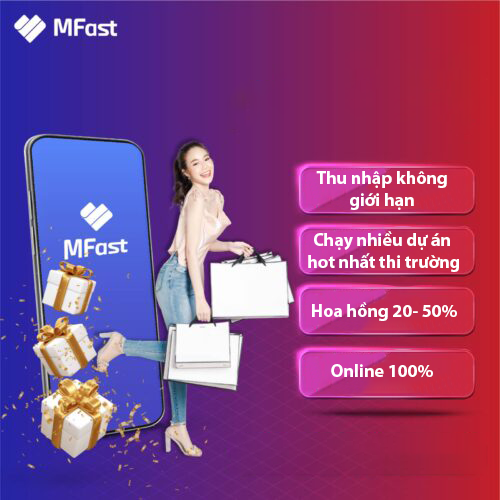 MFast
MFast
Thu nhập không
giới hạn
Chạy nhiều dự án
hot nhất thi trường
Hoa hồng 20- 50%
Online 100%